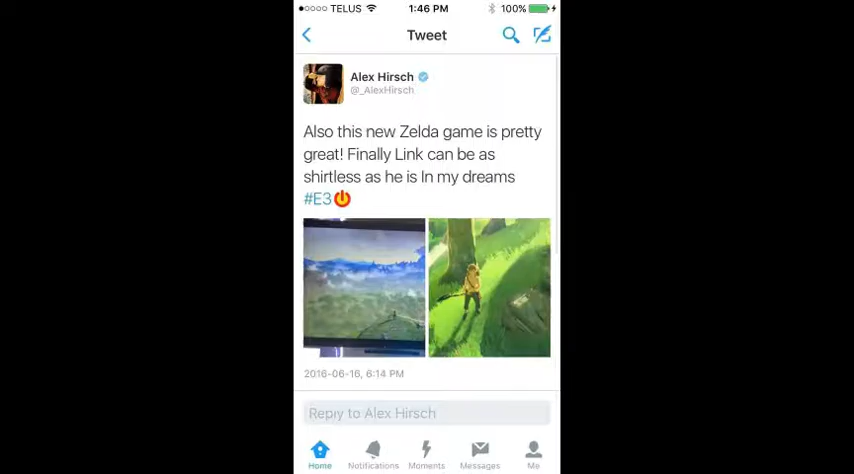 TELUS 1:46 PM 100%
Tweet
Alex Hirsch
@_AlexHirsch
Also this new Zelda game is pretty
great! Finally Link can be as
shirtless as he is In my dreams
#E3
2016-06-16, 6:14 PM
Reply to Alex Hirsch
Home Notifications Moments Messages Me